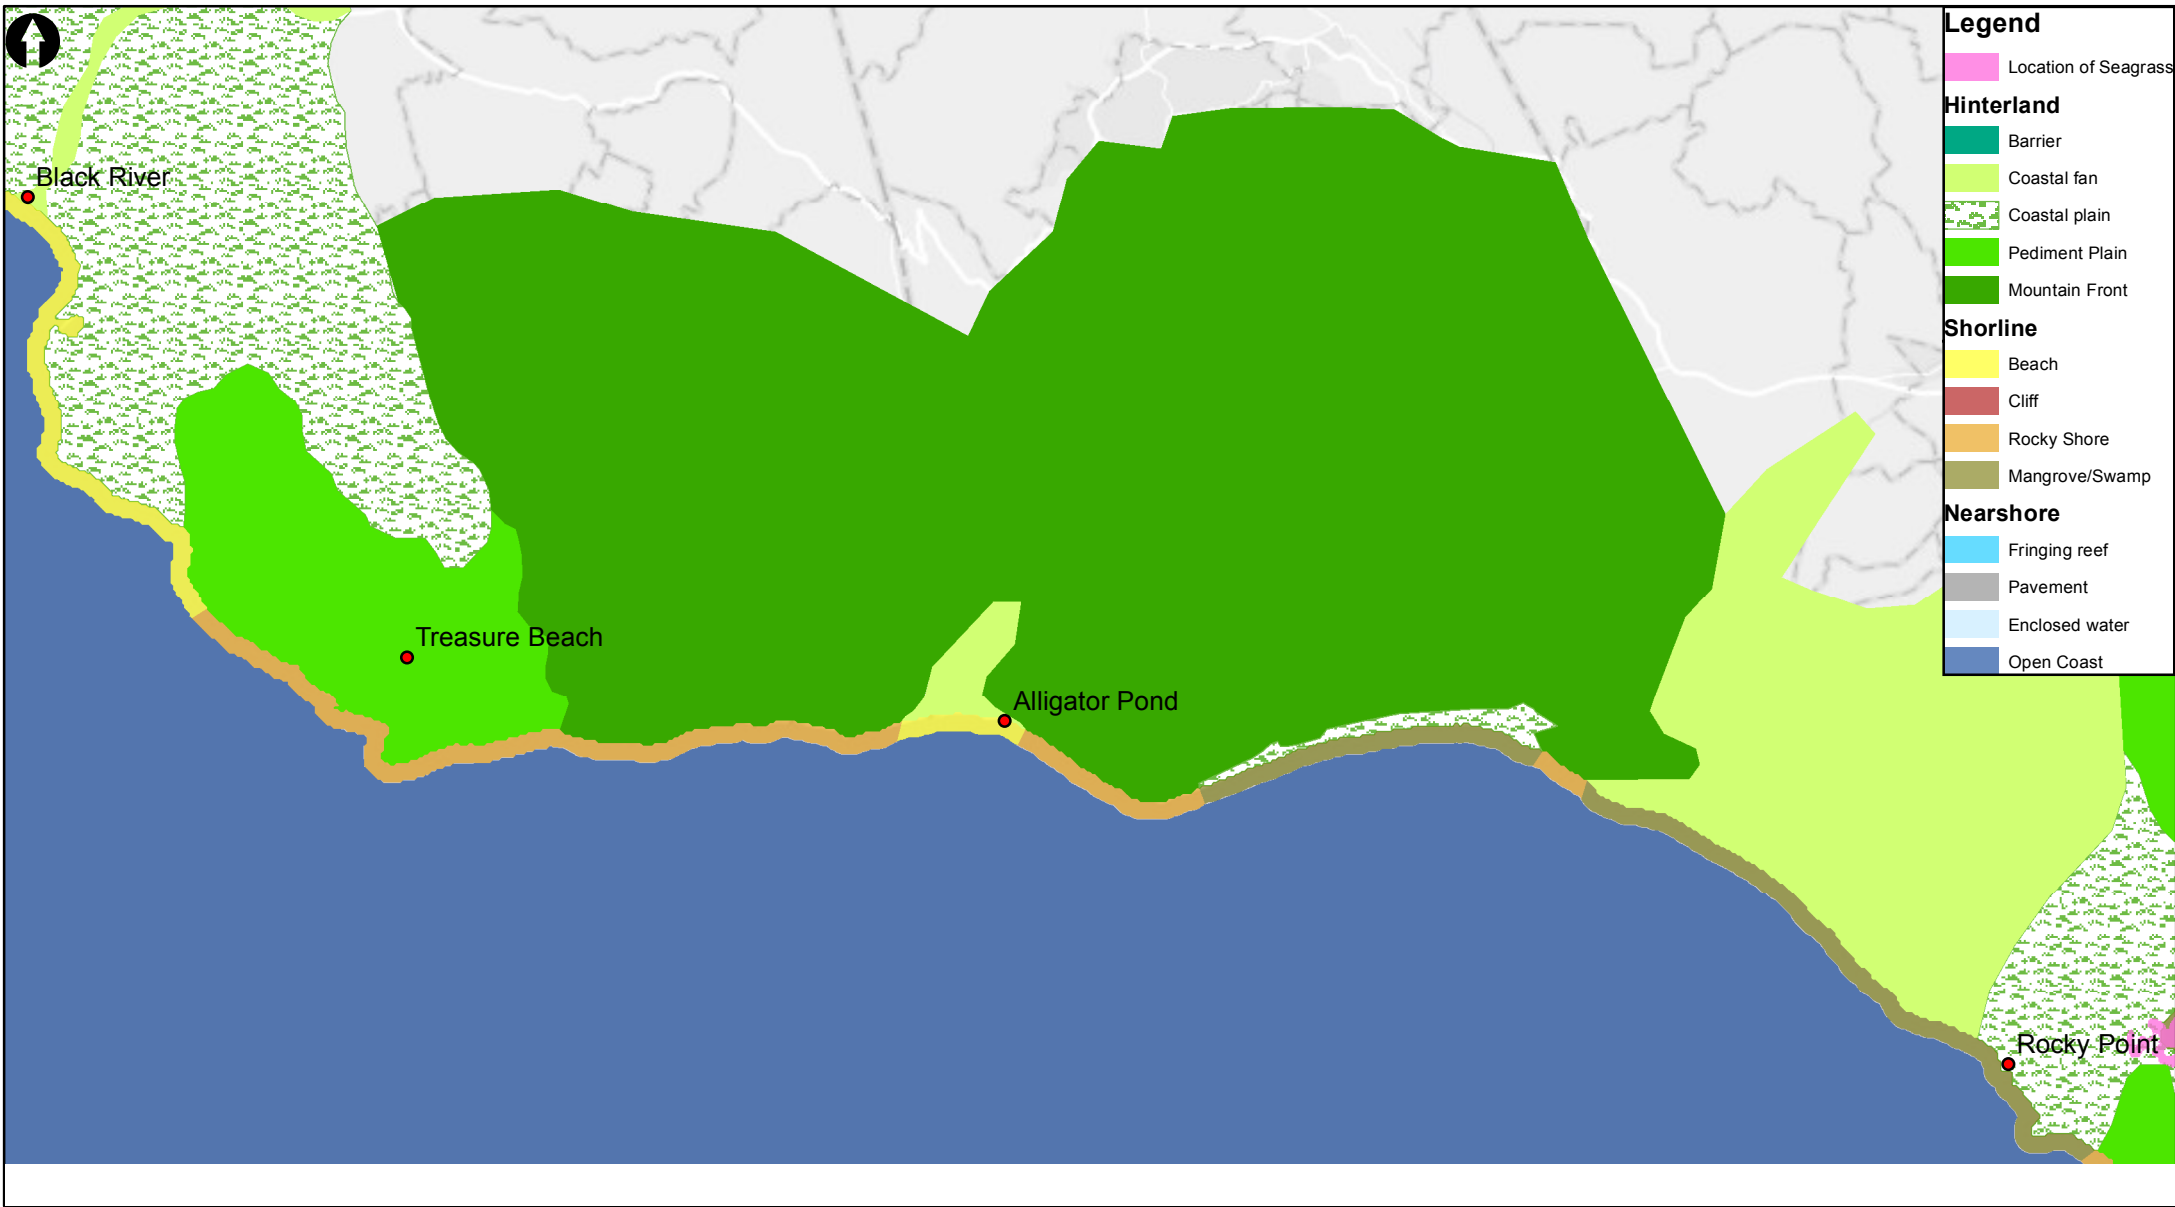 Black River
Treasure Beach
Alligator Pond
Rocky Point
Legend
Location of Seagrass
Hinterland
Barrier
Coastal fan
Coastal plain
Pediment Plain
Mountain Front
Shorline
Beach
Cliff
Rocky Shore
Mangrove/Swamp
Nearshore
Fringing reef
Pavement
Enclosed water
Open Coast